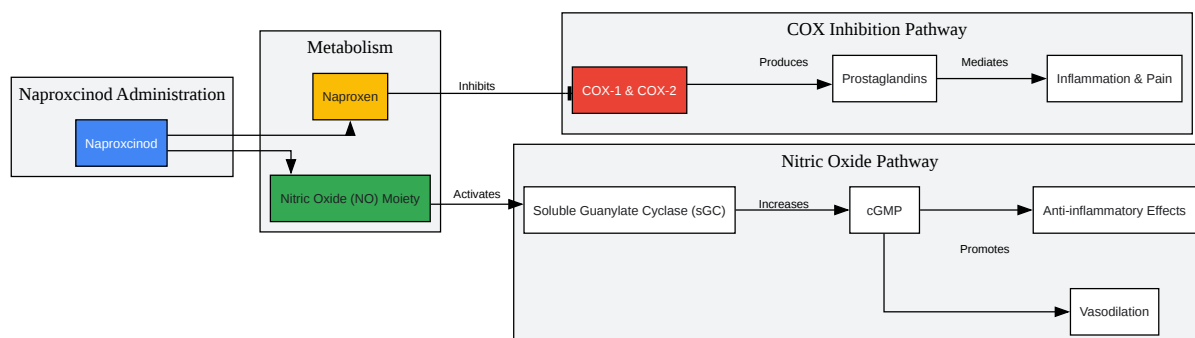 Naproxcinod Administration
Naproxcinod
Metabolism
Naproxen
Nitric Oxide (NO) Moiety
Inhibits
Activates
COX Inhibition Pathway
COX-1 & COX-2
Produces
Prostaglandins
Mediates
Inflammation & Pain
Nitric Oxide Pathway
Soluble Guanylate Cyclase (sGC)
Increases
cGMP
Anti-inflammatory Effects
Promotes
Vasodilation